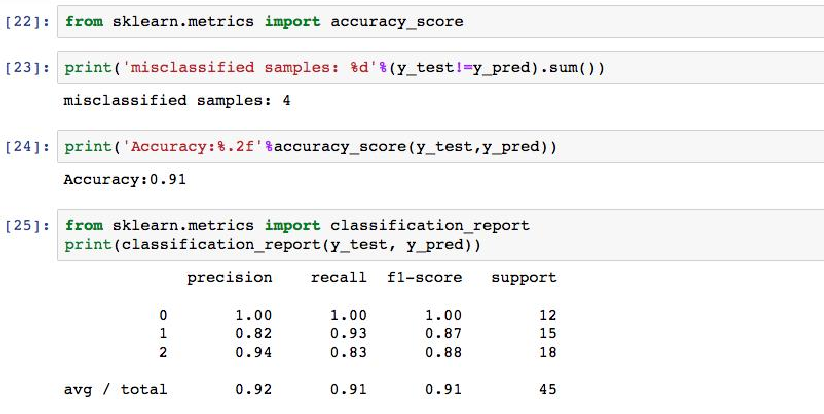 [22]: from sklearn.metrics import accuracy_score
[23]: print('misclassified samples: %d'%(y_test!=y_pred).sum())
misclassified samples: 4
[24]: print('Accuracy:%.2f'%accuracy_score(y_test,y_pred))
Accuracy:0.91
[25]: from sklearn.metrics import classification_report
print(classification_report(y_test, y_pred))
precision recall f1-score support
0 1.00 1.00 1.00 12
1 0.82 0.93 0.87 15
2 0.94 0.83 0.88 18
avg / total 0.92 0.91 0.91 45